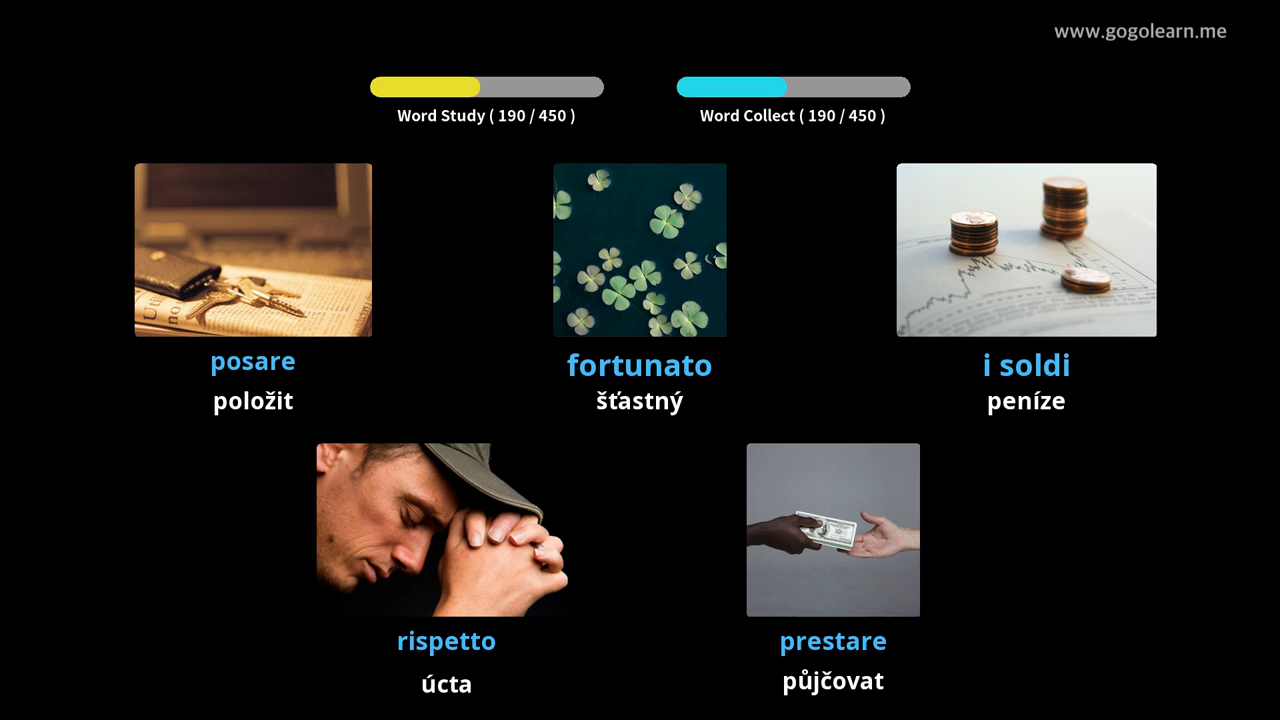 www.gogolearn.me
Word Study ( 190 / 450 )
Word Collect ( 190 / 450 )
posare
položit
fortunato
šťastný
i soldi
peníze
rispetto
úcta
prestare
půjčovat